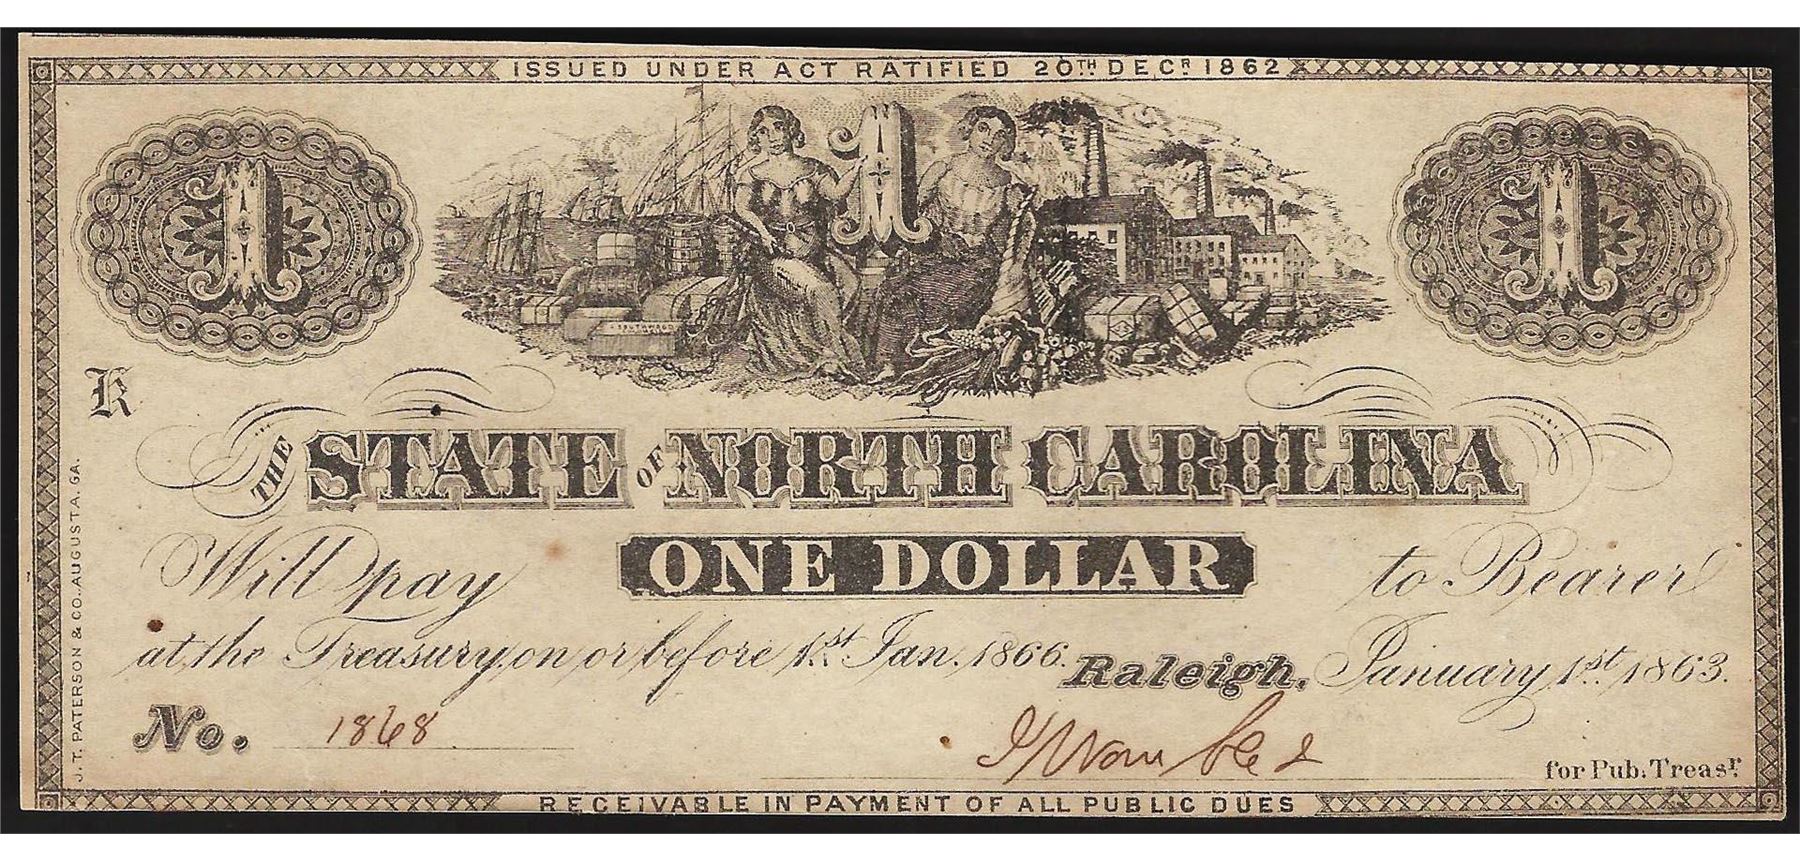 ISSUED UNDER ACT RATIFIED 20TH DECR 1862
1 1 1
K
THE STATE OF NORTH CAROLINA
Will pay ONE DOLLAR to Bearer
at the Treasury, on or before 1st Jan. 1866. Raleigh, January 1st 1863.
No. 1868
for Pub. Treasr
RECEIVABLE IN PAYMENT OF ALL PUBLIC DUES
J. T. PATERSON & CO. AUGUSTA, GA.